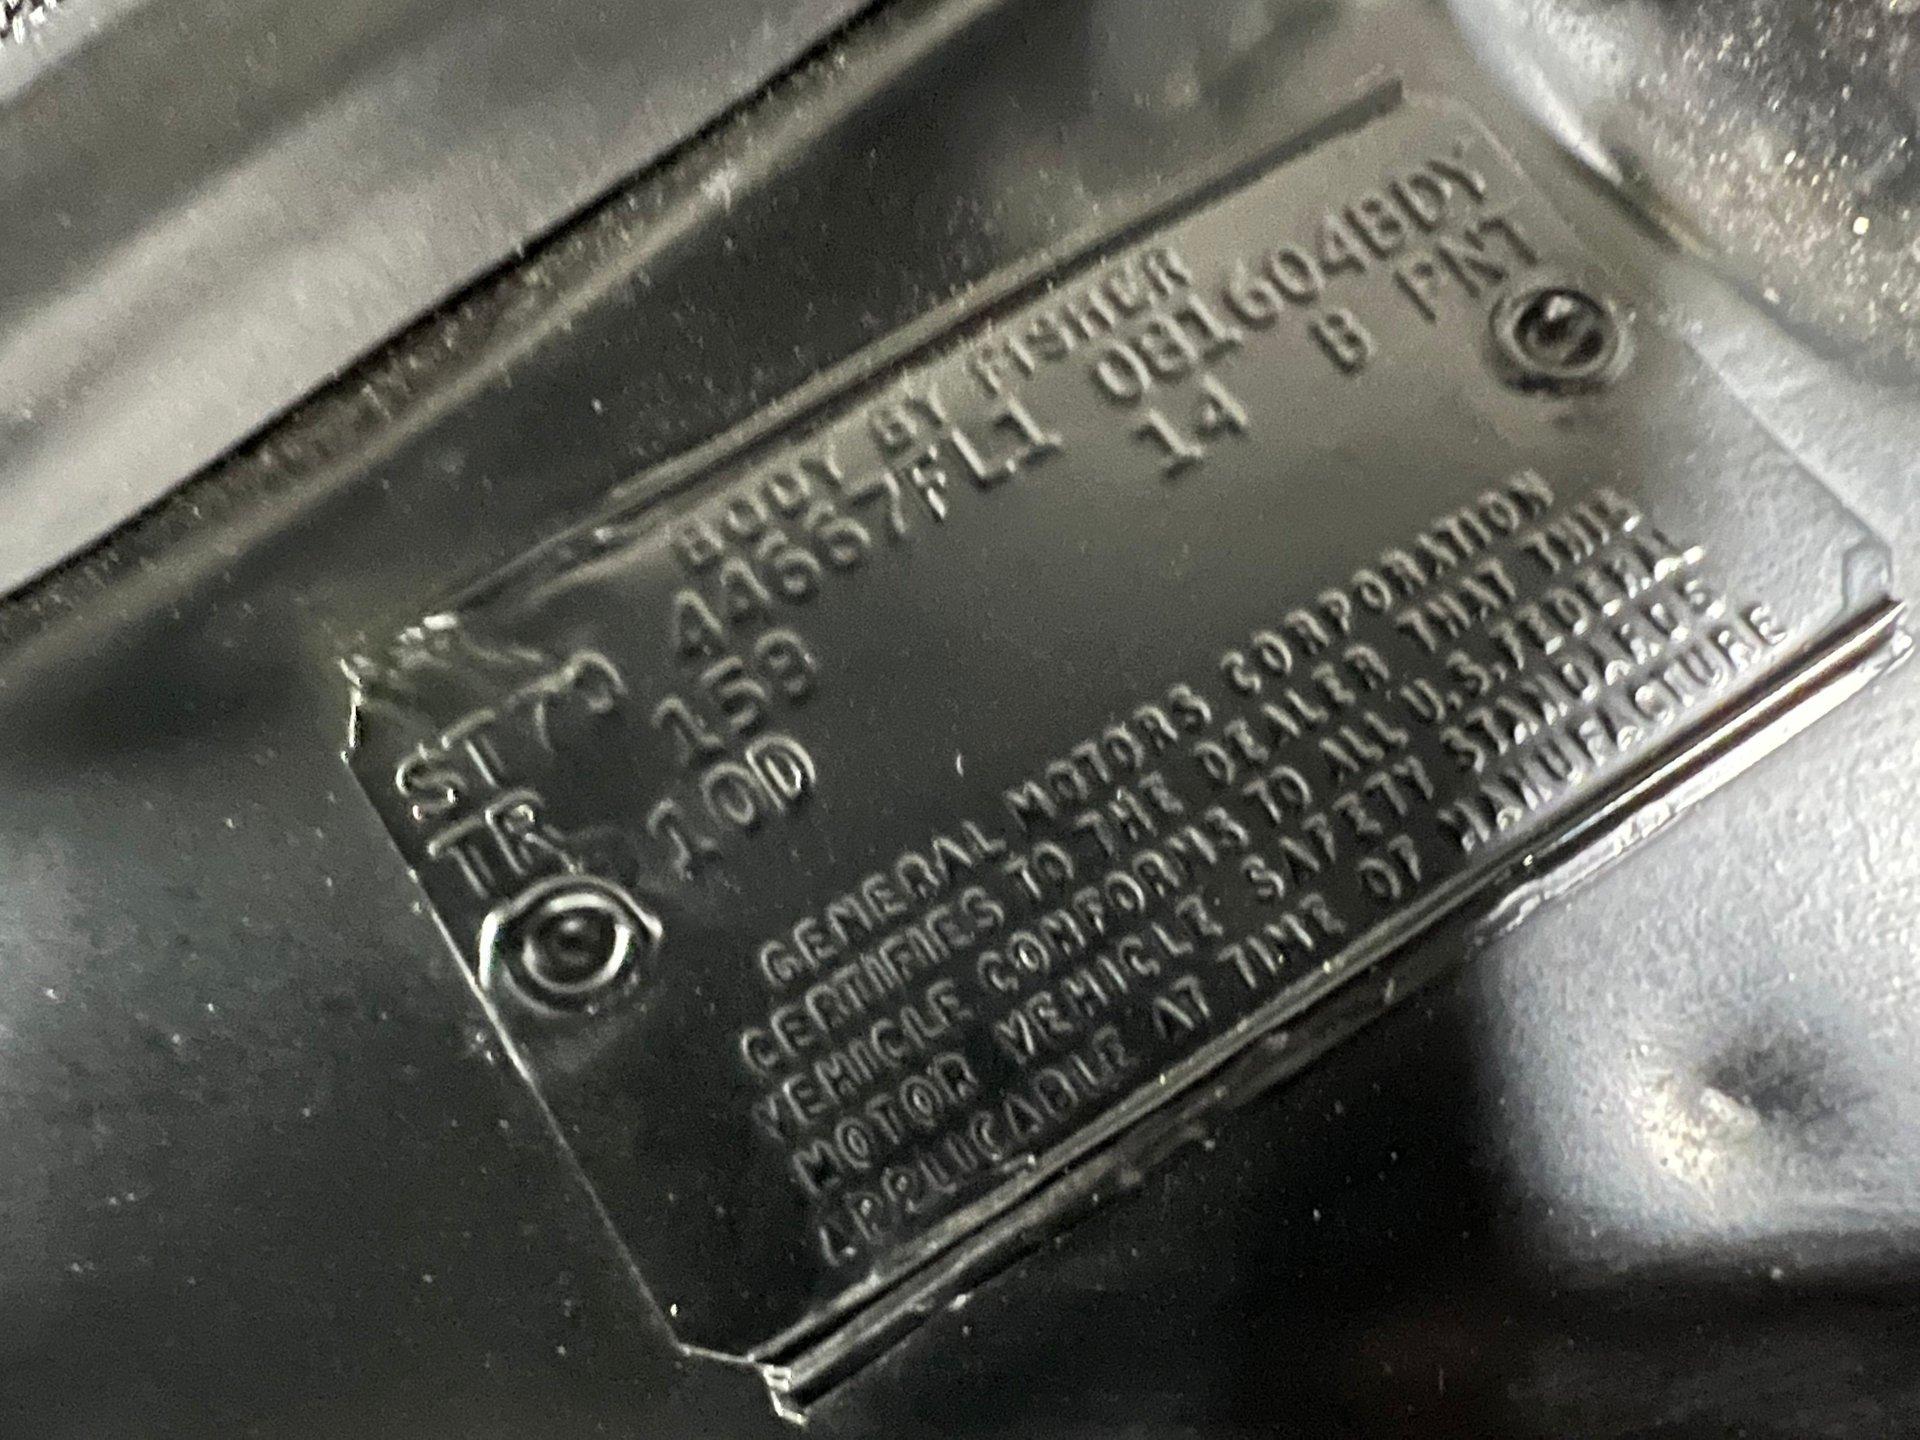 BODY BY FISHER
ST 70 44667FL1 081604BDY
TR 159 14 B PNT
10D
GENERAL MOTORS CORPORATION
CERTIFIES TO THE DEALER THAT THIS
VEHICLE CONFORMS TO ALL U.S. FEDERAL
MOTOR VEHICLE SAFETY STANDARDS
APPLICABLE AT TIME OF MANUFACTURE